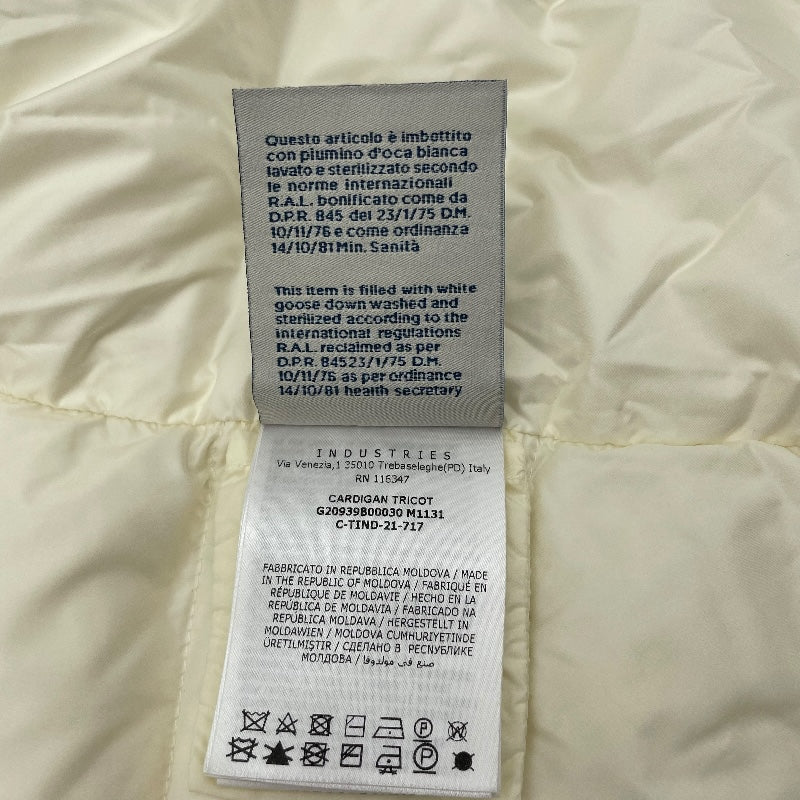 Questo articolo è imbottito
con piumino d'oca bianca
lavato e sterilizzato secondo
le norme internazionali
R.A.L. bonificato come da
D.P.R. 845 del 23/1/75 D.M.
10/11/76 e come ordinanza
14/10/81 Min. Sanità
This item is filled with white
goose down washed and
sterilized according to the
international regulations
R.A.L. reclaimed as per
D.P.R. 84523/1/75 D.M.
10/11/76 as per ordinance
14/10/81 health secretary
INDUSTRIES
Via Venezia,1 35010 Trebaseleghe(PD) Italy
RN 116347
CARDIGAN TRICOT
G20939B00030 M1131
C-TIND-21-717
FABBRICATO IN REPUBBLICA MOLDOVA / MADE
IN THE REPUBLIC OF MOLDOVA / FABRIQUÉ EN
RÉPUBLIQUE DE MOLDAVIE / HECHO EN LA
REPÚBLICA DE MOLDAVIA / FABRICADO NA
REPÚBLICA MOLDAVA / HERGESTELLT IN
MOLDAWIEN / MOLDOVA CUMHURIYETINDE
ÜRETILMIŞTIR / СДЕЛАНО В РЕСПУБЛИКЕ
МОЛДОВА / صنع في مولدوفا
P W
P